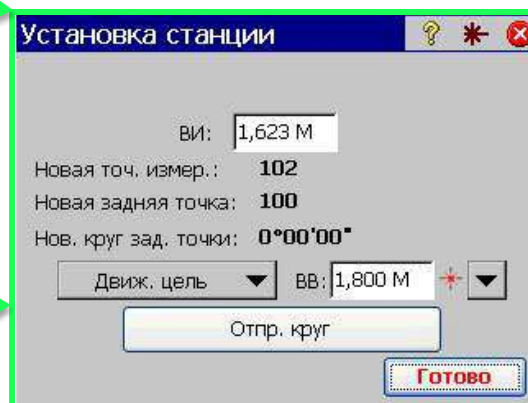 Установка станции ?
ВИ: 1,623 М
Новая точ. измер.: 102
Новая задняя точка: 100
Нов. круг зад. точки: 0°00'00"
Движ. цель ВВ: 1,800 М
Отпр. круг
Готово